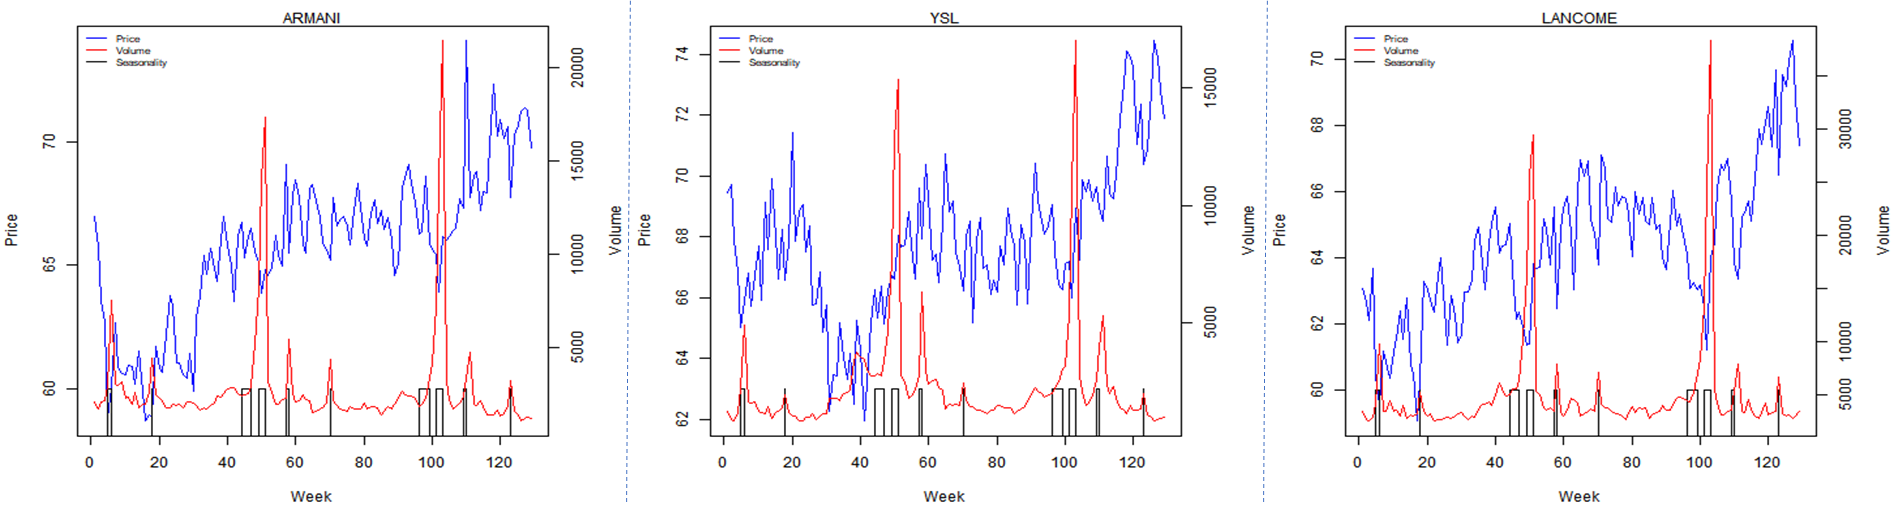 ARMANI
Price
Volume
Seasonality
Price
60 65 70
5000 10000 15000 20000
Volume
0 20 40 60 80 100 120
Week
YSL
Price
Volume
Seasonality
Price
62 64 66 68 70 72 74
5000 10000 15000
Volume
0 20 40 60 80 100 120
Week
LANCOME
Price
Volume
Seasonality
Price
60 62 64 66 68 70
5000 10000 20000 30000
Volume
0 20 40 60 80 100 120
Week